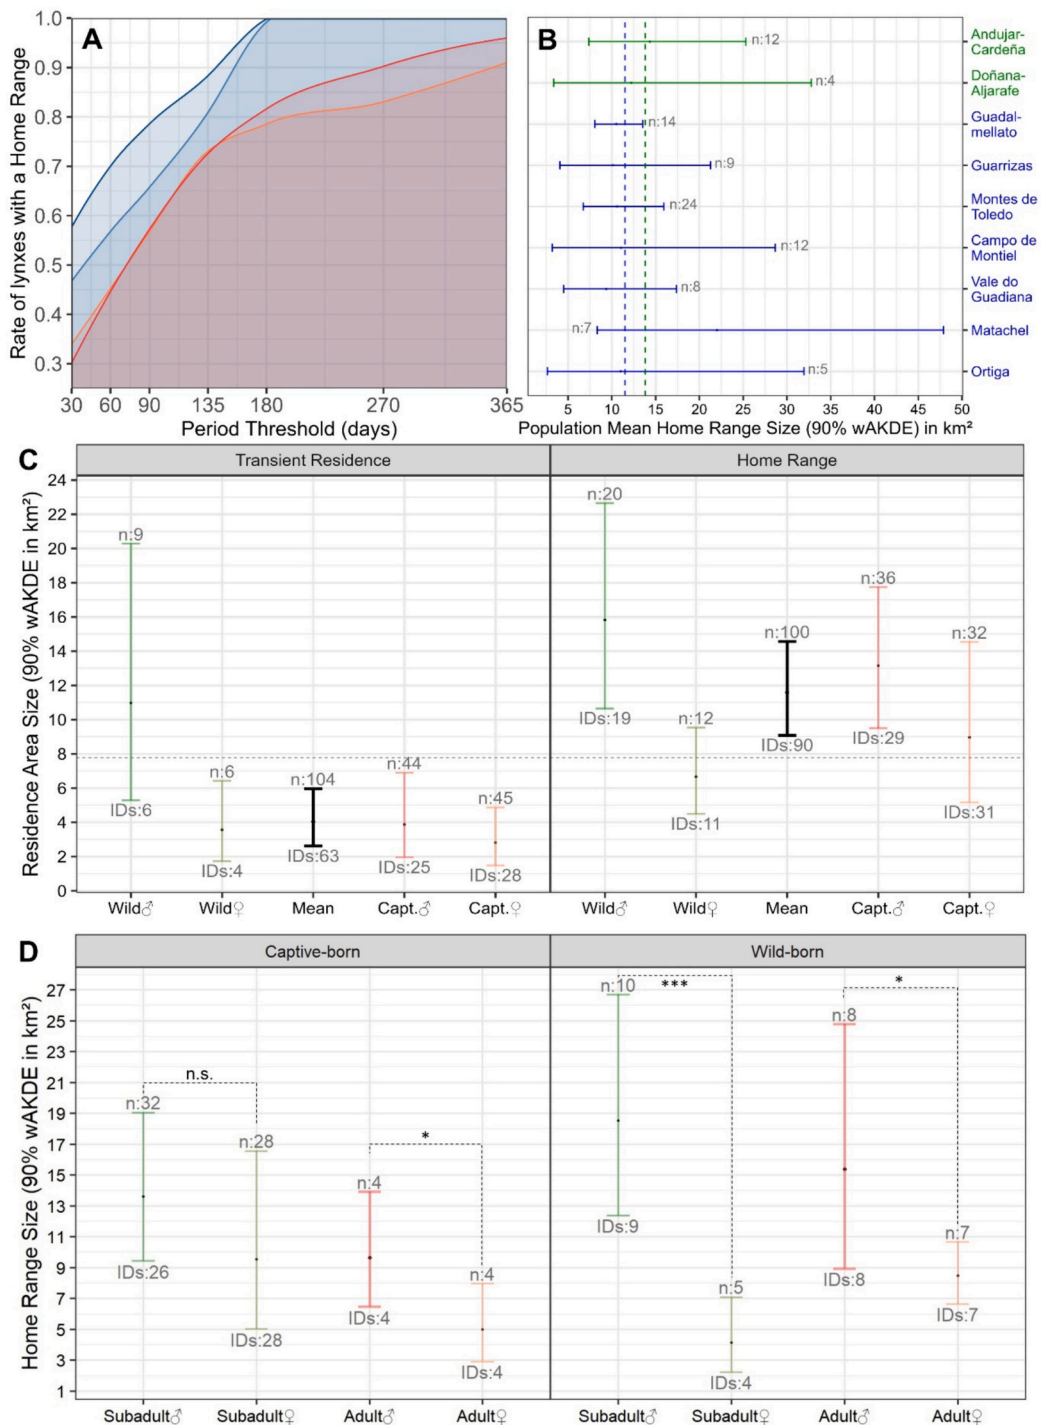 A
Rate of lynxes with a Home Range
1.0
0.9
0.8
0.7
0.6
0.5
0.4
0.3
30 60 90 135 180 270 365
Period Threshold (days)
B
n:12
Andujar-
Cardeña
n:4
Doñana-
Aljarafe
n:14
Guadal-
mellato
n:9
Guarrizas
n:24
Montes de
Toledo
n:12
Campo de
Montiel
n:8
Vale do
Guadiana
n:7
Matachel
n:5
Ortiga
5 10 15 20 25 30 35 40 45 50
Population Mean Home Range Size (90% wAKDE) in km²
C
Transient Residence
Home Range
Residence Area Size (90% wAKDE in km²)
24
22
20
18
16
14
12
10
8
6
4
2
0
n:9
IDs:6
n:6
IDs:4
n:104
IDs:63
n:44
IDs:25
n:45
IDs:28
n:20
IDs:19
n:12
IDs:11
n:100
IDs:90
n:36
IDs:29
n:32
IDs:31
Wild♂ Wild♀ Mean Capt.♂ Capt.♀
Wild♂ Wild♀ Mean Capt.♂ Capt.♀
D
Captive-born
Wild-born
Home Range Size (90% wAKDE in km²)
27
25
23
21
19
17
15
13
11
9
7
5
3
1
n.s.
n:32
IDs:26
n:28
IDs:28
*
n:4
IDs:4
n:4
IDs:4
***
n:10
IDs:9
n:5
IDs:4
*
n:8
IDs:8
n:7
IDs:7
Subadult♂ Subadult♀ Adult♂ Adult♀
Subadult♂ Subadult♀ Adult♂ Adult♀